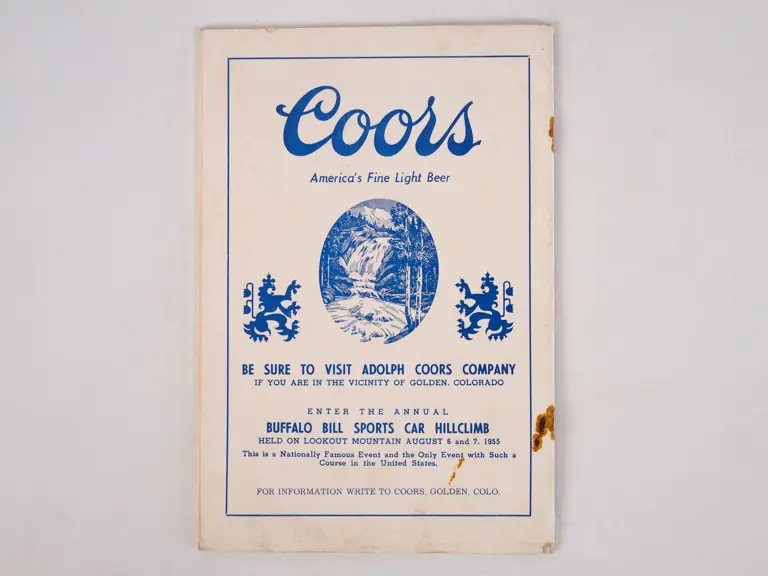 Coors
America's Fine Light Beer
BE SURE TO VISIT ADOLPH COORS COMPANY
IF YOU ARE IN THE VICINITY OF GOLDEN, COLORADO
ENTER THE ANNUAL
BUFFALO BILL SPORTS CAR HILLCLIMB
HELD ON LOOKOUT MOUNTAIN AUGUST 6 and 7, 1955
This is a Nationally Famous Event and the Only Event with Such a
Course in the United States.
FOR INFORMATION WRITE TO COORS, GOLDEN, COLO.